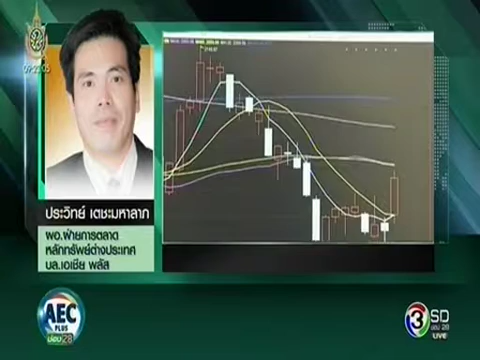 ประวิทย์ เตชะมหาลาภ
ผอ.ฝ่ายการตลาด
หลักทรัพย์ต่างประเทศ
บล.เอเชีย พลัส
AEC
PLUS
ช่อง 28
3 SD
ช่อง 28
LIVE